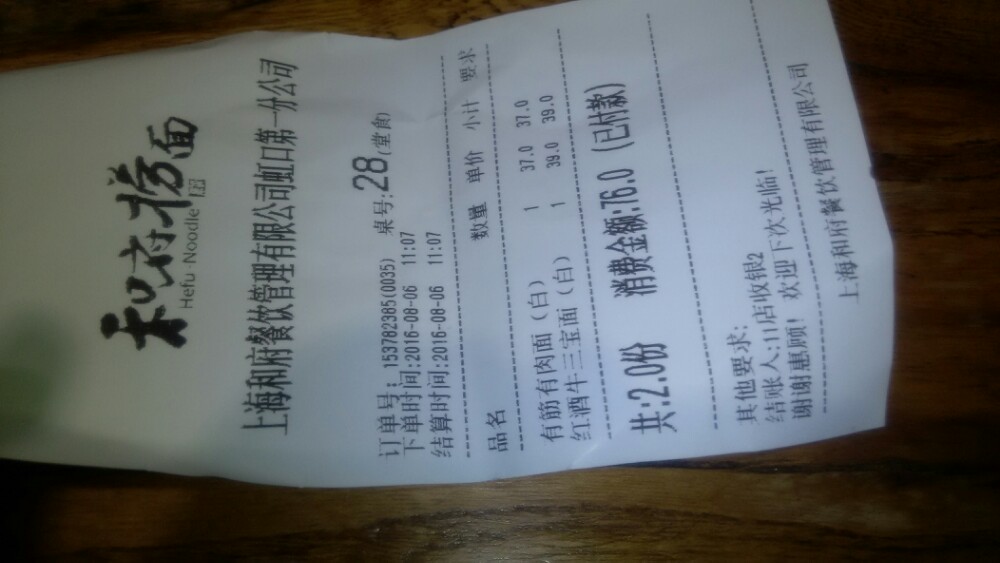 和府捞面
Hefu Noodle
上海和府餐饮管理有限公司虹口第一分公司
订单号: 153782385(0035) 桌号:28(堂食)
下单时间:2016-08-06 11:07
结算时间:2016-08-06 11:07
品名 数量 单价 小计 要求
有筋有肉面(白) 1 37.0 37.0
红酒牛三宝面(白) 1 39.0 39.0
共:2.0份 消费金额:76.0 (已付款)
其他要求:
结账人:11店收银2
谢谢惠顾! 欢迎下次光临!
上海和府餐饮管理有限公司